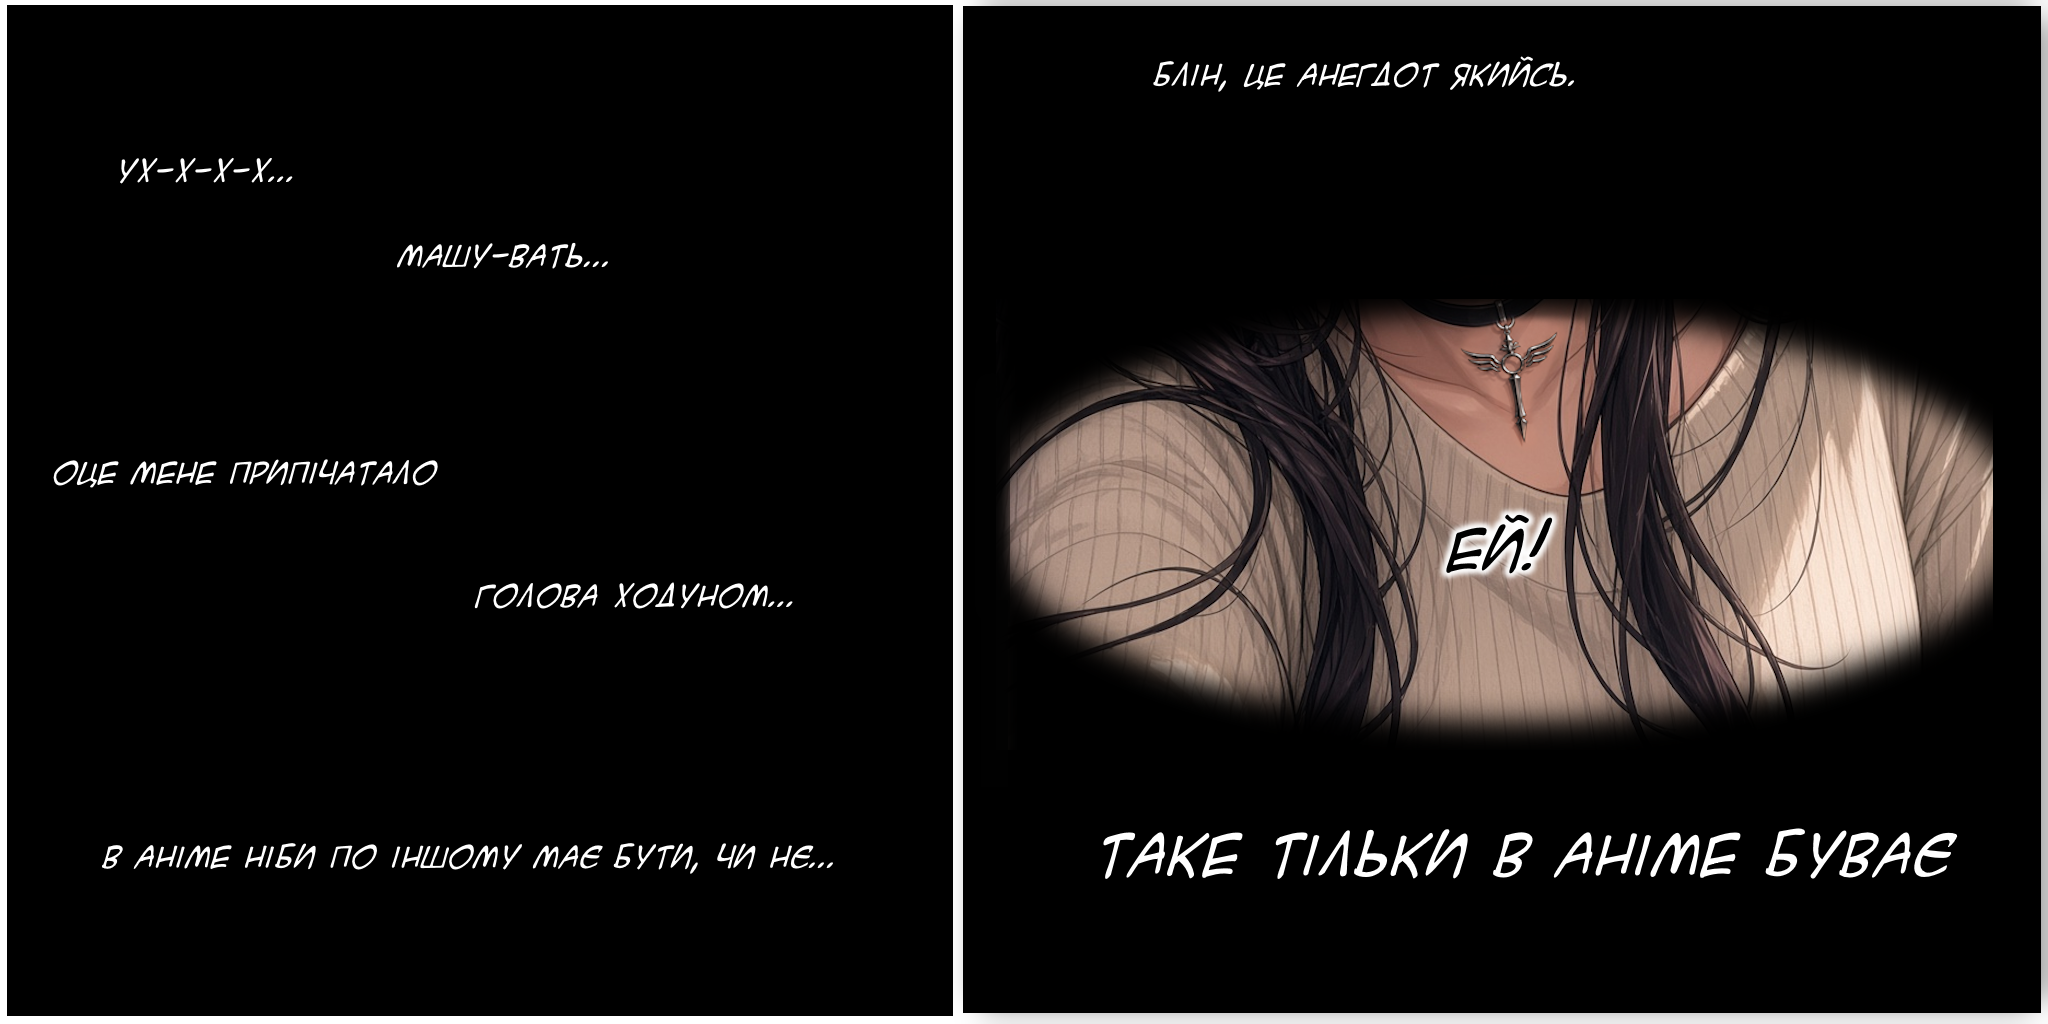 УХ-Х-Х-Х...
МАШУ-ВАТЬ...
ОЦЕ МЕНЕ ПРИПІЧАТАЛО
ГОЛОВА ХОДУНОМ...
В АНІМЕ НІБИ ПО ІНШОМУ МАЄ БУТИ, ЧИ НЄ...
БЛІН, ЦЕ АНЕГДОТ ЯКИЙСЬ.
ЕЙ!
ТАКЕ ТІЛЬКИ В АНІМЕ БУВАЄ